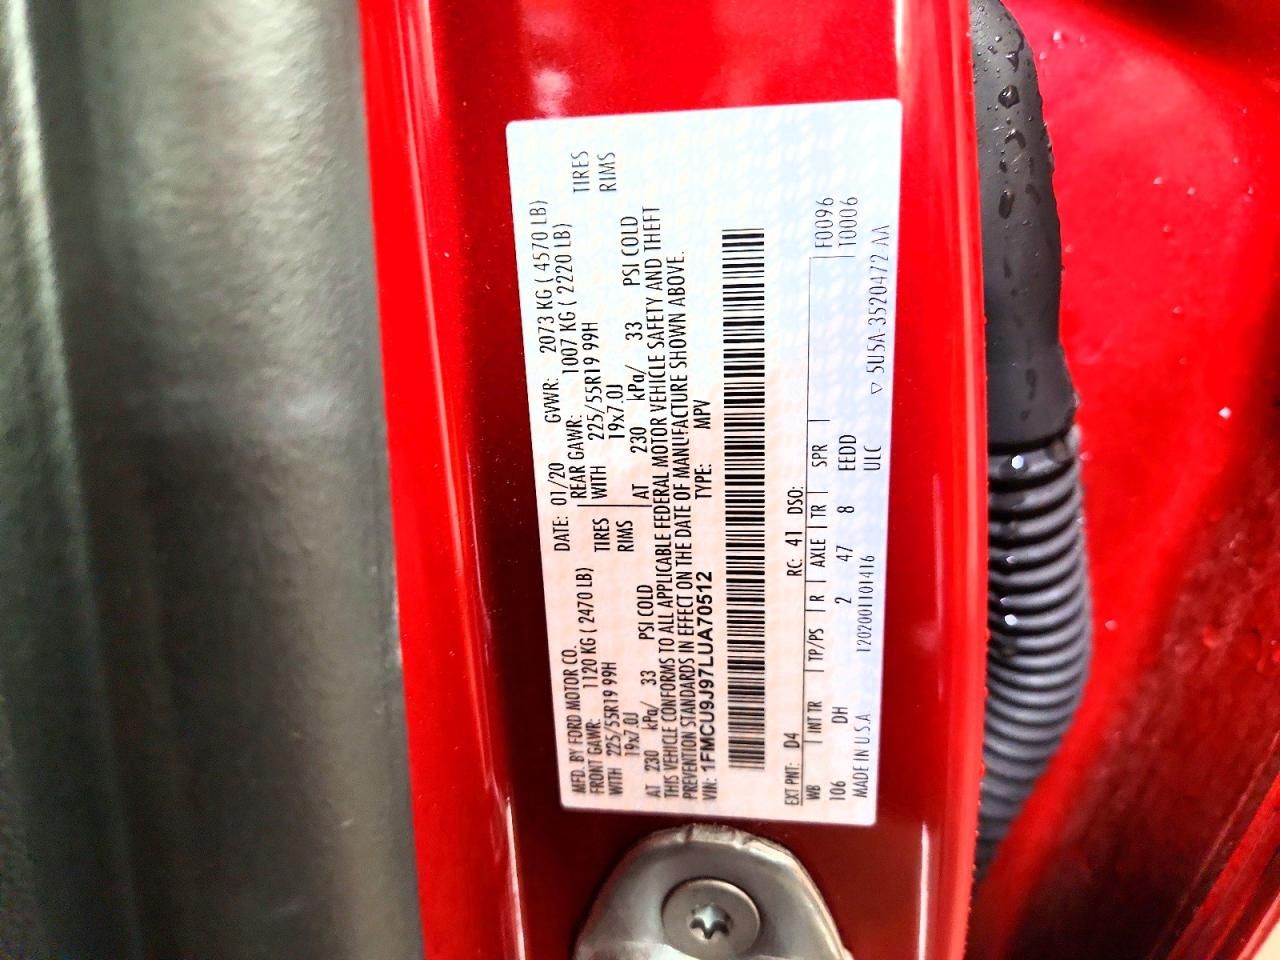 MFD. BY FORD MOTOR CO. DATE: 01/20 GVWR: 2073 KG ( 4570 LB)
FRONT GAWR: 1120 KG ( 2470 LB) REAR GAWR: 1007 KG ( 2220 LB)
WITH 225/55R19 99H TIRES WITH 225/55R19 99H TIRES
19x7.0J RIMS 19x7.0J RIMS
AT 230 kPa/ 33 PSI COLD AT 230 kPa/ 33 PSI COLD
THIS VEHICLE CONFORMS TO ALL APPLICABLE FEDERAL MOTOR VEHICLE SAFETY AND THEFT
PREVENTION STANDARDS IN EFFECT ON THE DATE OF MANUFACTURE SHOWN ABOVE.
VIN: 1FMCU9J97LUA70512 TYPE: MPV
EXT PNT: D4 RC: 41 DSO:
WB INT TR TP/PS R AXLE TR SPR F0096
106 DH 2 47 8 EEDD T0006
MADE IN U.S.A 1202001101416 ULC
▽ 5U5A-3520472-AA